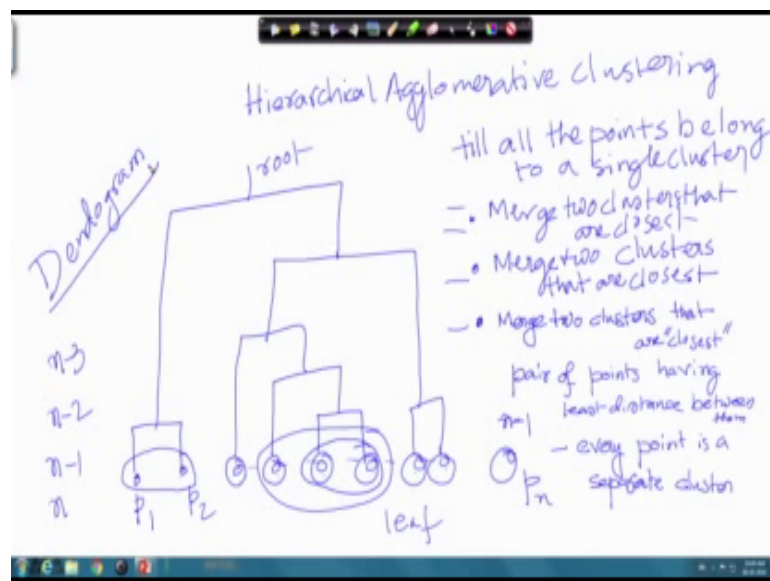 Hierarchical Agglomerative Clustering
Dendogram
root
till all the points belong
to a single cluster
Merge two clusters that
are closest
Merge two clusters
that are closest
Merge two clusters that
are "closest"
pair of points having
least distance between
them
n-1
every point is a
separate cluster
n-3
n-2
n-1
n
P1
P2
leaf
Pn